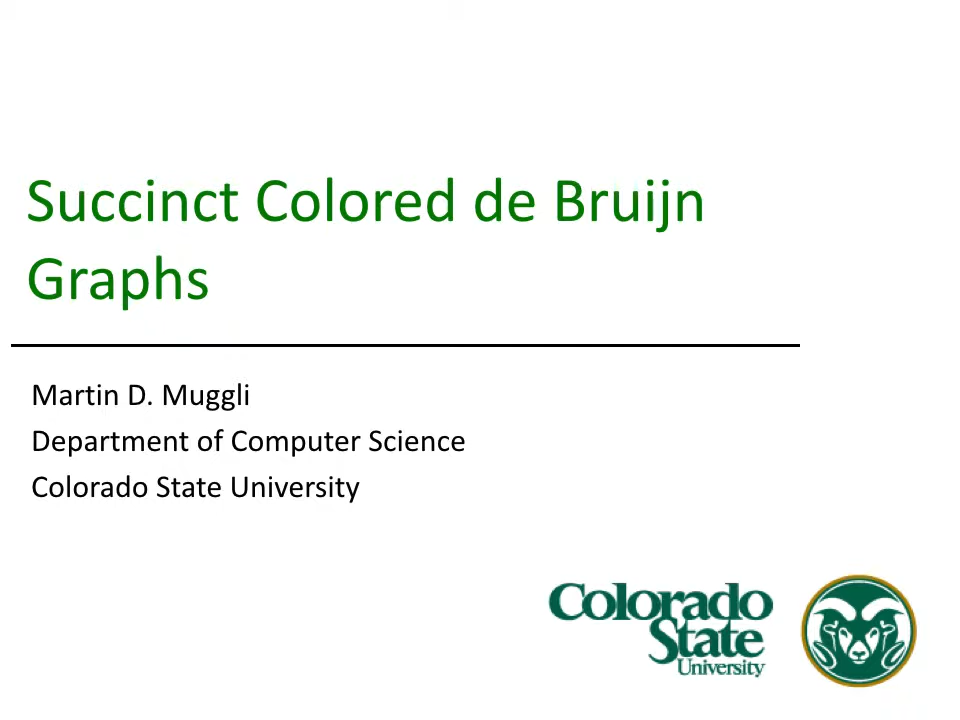 Succinct Colored de Bruijn
Graphs
Martin D. Muggli
Department of Computer Science
Colorado State University
Colorado
State
University